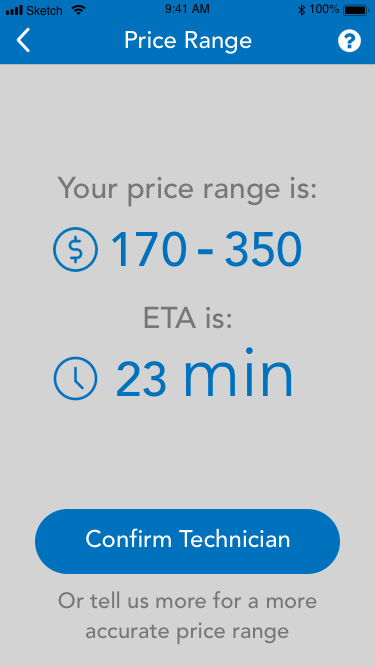 Sketch 9:41 AM 100%
Price Range ?
Your price range is:
$ 170 - 350
ETA is:
23 min
Confirm Technician
Or tell us more for a more
accurate price range